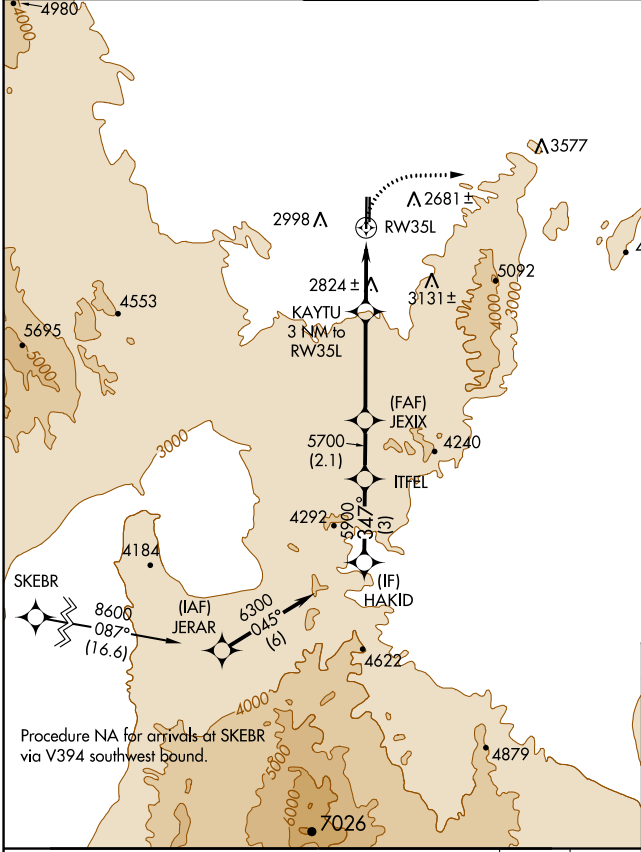 4000
4980
3577
2681±
2998
RW35L
4
5092
2824±
3131±
4000
3000
4553
KAYTU
3 NM to
RW35L
5695
5000
(FAF)
JEXIX
5700
(2.1)
4240
3000
ITFEL
4292
5900
347°
(3)
4184
SKEBR
(IF)
HAKID
8600
087°
(16.6)
(IAF)
JERAR
6300
045°
(6)
4622
4000
Procedure NA for arrivals at SKEBR
via V394 southwest bound.
5000
4879
6000
7026